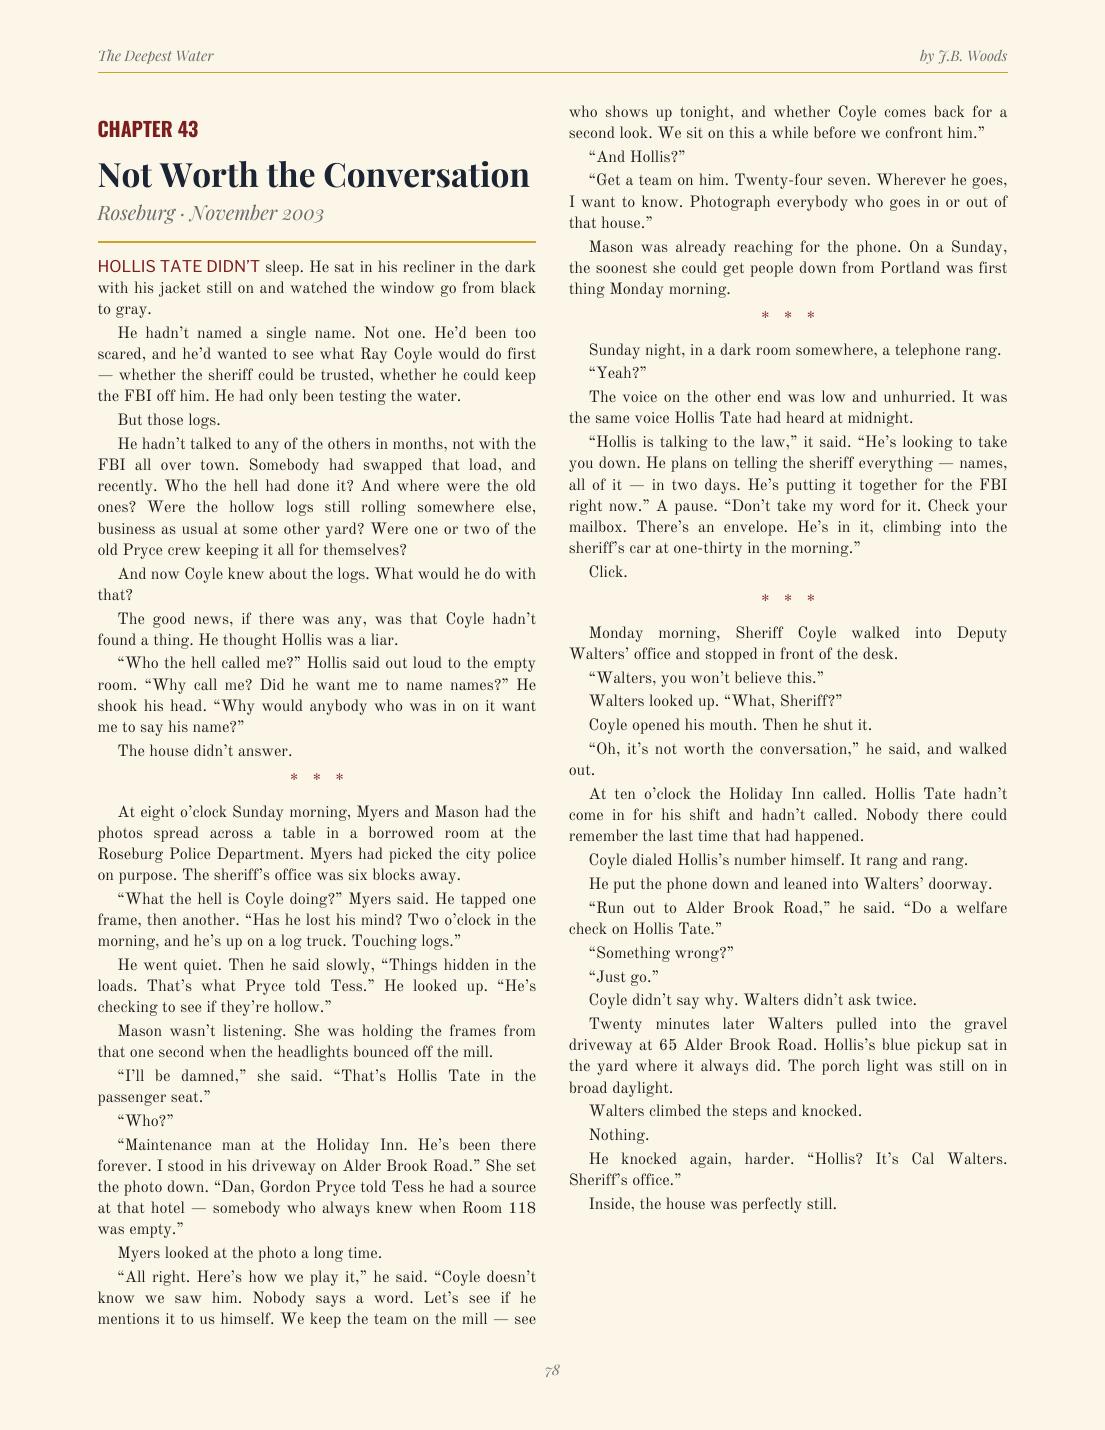 The Deepest Water
by J.B. Woods
CHAPTER 43
Not Worth the Conversation
Roseburg · November 2003
HOLLIS TATE DIDN’T sleep. He sat in his recliner in the dark
with his jacket still on and watched the window go from black
to gray.
He hadn’t named a single name. Not one. He’d been too
scared, and he’d wanted to see what Ray Coyle would do first
— whether the sheriff could be trusted, whether he could keep
the FBI off him. He had only been testing the water.
But those logs.
He hadn’t talked to any of the others in months, not with the
FBI all over town. Somebody had swapped that load, and
recently. Who the hell had done it? And where were the old
ones? Were the hollow logs still rolling somewhere else,
business as usual at some other yard? Were one or two of the
old Pryce crew keeping it all for themselves?
And now Coyle knew about the logs. What would he do with
that?
The good news, if there was any, was that Coyle hadn’t
found a thing. He thought Hollis was a liar.
“Who the hell called me?” Hollis said out loud to the empty
room. “Why call me? Did he want me to name names?” He
shook his head. “Why would anybody who was in on it want
me to say his name?”
The house didn’t answer.
* * *
At eight o’clock Sunday morning, Myers and Mason had the
photos spread across a table in a borrowed room at the
Roseburg Police Department. Myers had picked the city police
on purpose. The sheriff’s office was six blocks away.
“What the hell is Coyle doing?” Myers said. He tapped one
frame, then another. “Has he lost his mind? Two o’clock in the
morning, and he’s up on a log truck. Touching logs.”
He went quiet. Then he said slowly, “Things hidden in the
loads. That’s what Pryce told Tess.” He looked up. “He’s
checking to see if they’re hollow.”
Mason wasn’t listening. She was holding the frames from
that one second when the headlights bounced off the mill.
“I’ll be damned,” she said. “That’s Hollis Tate in the
passenger seat.”
“Who?”
“Maintenance man at the Holiday Inn. He’s been there
forever. I stood in his driveway on Alder Brook Road.” She set
the photo down. “Dan, Gordon Pryce told Tess he had a source
at that hotel — somebody who always knew when Room 118
was empty.”
Myers looked at the photo a long time.
“All right. Here’s how we play it,” he said. “Coyle doesn’t
know we saw him. Nobody says a word. Let’s see if he
mentions it to us himself. We keep the team on the mill — see
who shows up tonight, and whether Coyle comes back for a
second look. We sit on this a while before we confront him.”
“And Hollis?”
“Get a team on him. Twenty-four seven. Wherever he goes,
I want to know. Photograph everybody who goes in or out of
that house.”
Mason was already reaching for the phone. On a Sunday,
the soonest she could get people down from Portland was first
thing Monday morning.
* * *
Sunday night, in a dark room somewhere, a telephone rang.
“Yeah?”
The voice on the other end was low and unhurried. It was
the same voice Hollis Tate had heard at midnight.
“Hollis is talking to the law,” it said. “He’s looking to take
you down. He plans on telling the sheriff everything — names,
all of it — in two days. He’s putting it together for the FBI
right now.” A pause. “Don’t take my word for it. Check your
mailbox. There’s an envelope. He’s in it, climbing into the
sheriff’s car at one-thirty in the morning.”
Click.
* * *
Monday morning, Sheriff Coyle walked into Deputy
Walters’ office and stopped in front of the desk.
“Walters, you won’t believe this.”
Walters looked up. “What, Sheriff?”
Coyle opened his mouth. Then he shut it.
“Oh, it’s not worth the conversation,” he said, and walked
out.
At ten o’clock the Holiday Inn called. Hollis Tate hadn’t
come in for his shift and hadn’t called. Nobody there could
remember the last time that had happened.
Coyle dialed Hollis’s number himself. It rang and rang.
He put the phone down and leaned into Walters’ doorway.
“Run out to Alder Brook Road,” he said. “Do a welfare
check on Hollis Tate.”
“Something wrong?”
“Just go.”
Coyle didn’t say why. Walters didn’t ask twice.
Twenty minutes later Walters pulled into the gravel
driveway at 65 Alder Brook Road. Hollis’s blue pickup sat in
the yard where it always did. The porch light was still on in
broad daylight.
Walters climbed the steps and knocked.
Nothing.
He knocked again, harder. “Hollis? It’s Cal Walters.
Sheriff’s office.”
Inside, the house was perfectly still.
78